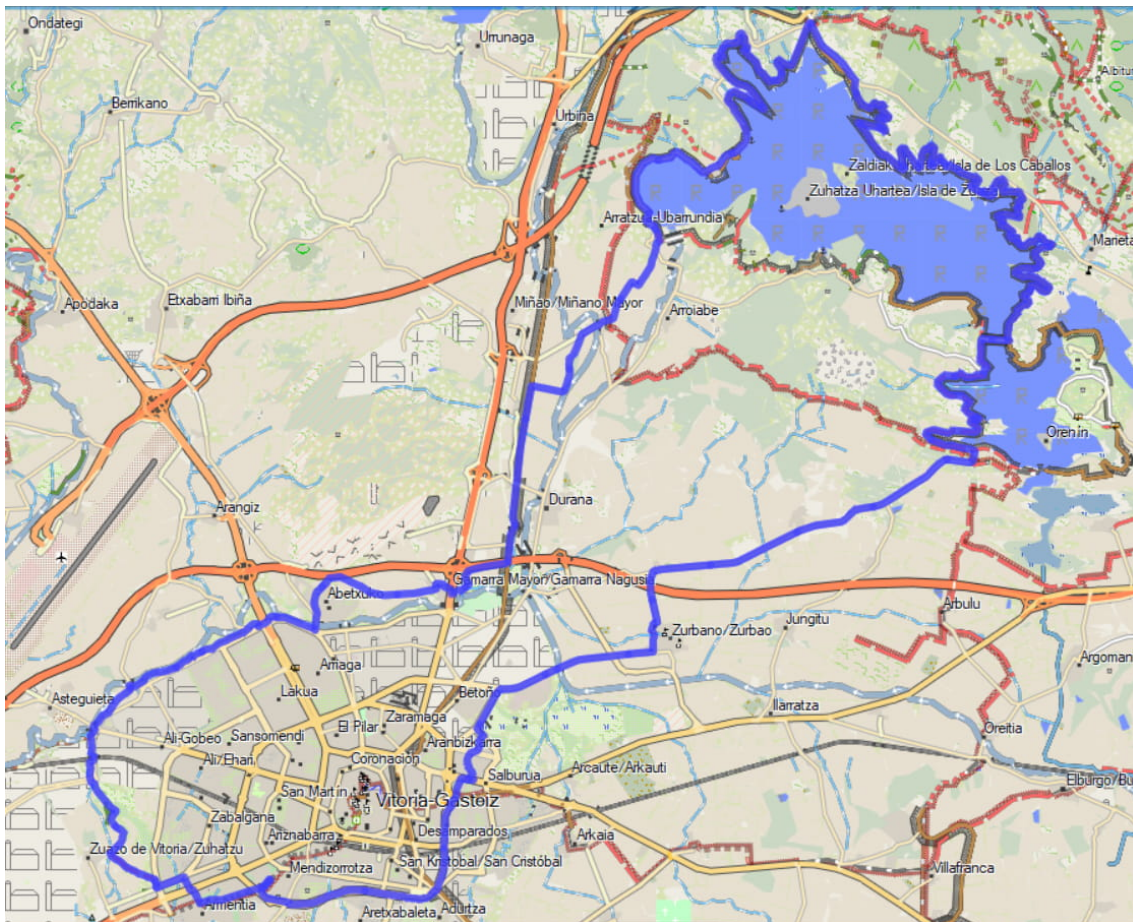 Ondategi
Urrunaga
Albitur
Berrikano
Urbina
Zaldiak Uhartea/Isla de Los Caballos
Zuhatza Uhartea/Isla de
Arratzua-Ubarrundia
Marieta
Apodaka
Etxabarri Ibiña
Miñao/Miñano Mayor
Arroiabe
Orenin
Durana
Arangiz
Gamarra Mayor/Gamarra Nagusia
Abetxuko
Arbulu
Zurbano/Zurbao
Jungitu
Arriaga
Argoman
Asteguieta
Lakua
Betoño
Ilarratza
El Pilar
Zaramaga
Oreitia
Ali-Gobeo
Sansomendi
Aranbizkarra
Ali/Ehari
Coronación
Salburua
Arcaute/Arkauti
Elburgo/Bu
San Martin
Vitoria-Gasteiz
Zabalgana
Ariznabarra
Desamparados
Arkaia
Zuazo de Vitoria/Zuhatzu
Mendizorrotza
San Kristobal/San Cristóbal
Villafranca
Armentia
Aretxabaleta
Adurtza